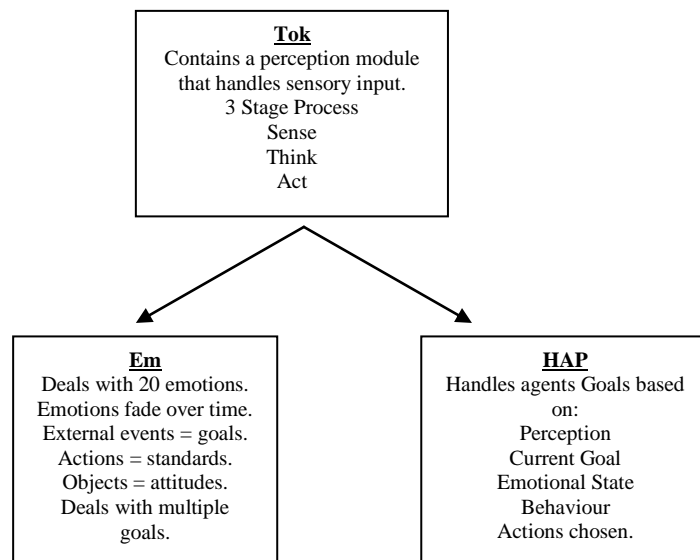 Tok
Contains a perception module
that handles sensory input.
3 Stage Process
Sense
Think
Act
Em
Deals with 20 emotions.
Emotions fade over time.
External events = goals.
Actions = standards.
Objects = attitudes.
Deals with multiple
goals.
HAP
Handles agents Goals based
on:
Perception
Current Goal
Emotional State
Behaviour
Actions chosen.